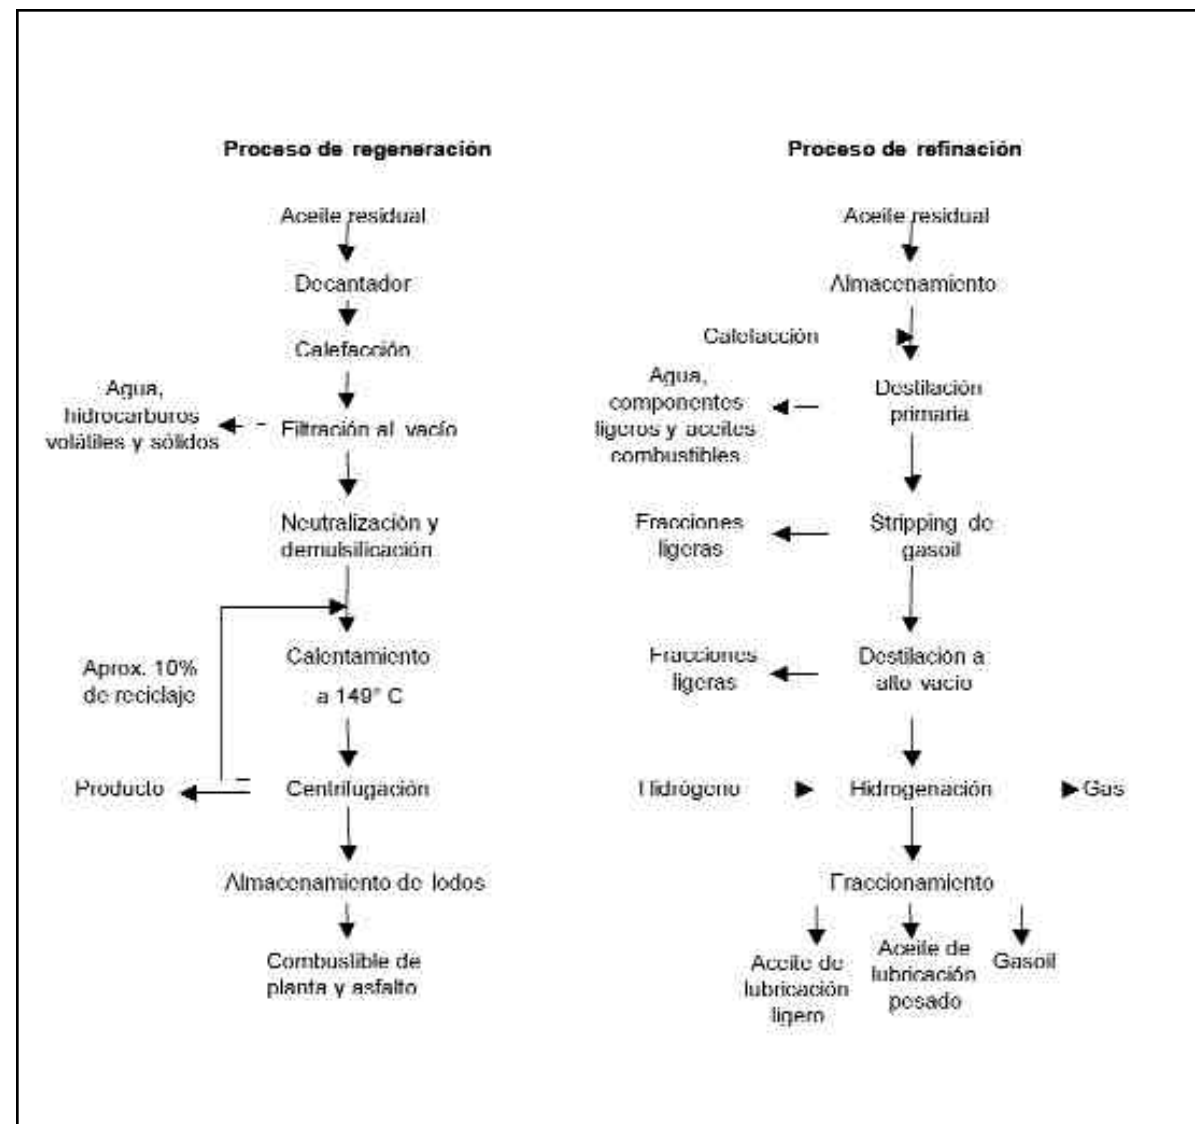 Proceso de regeneración
Aceite residual
Decantador
Calefacción
Agua,
hidrocarburos
volátiles y sólidos
Filtración al vacío
Neutralización y
demulsificación
Aprox. 10%
de reciclaje
Calentamiento
a 149° C
Producto
Centrifugación
Almacenamiento de lodos
Combustible de
planta y asfalto
Proceso de refinación
Aceite residual
Almacenamiento
Calefacción
Agua,
componentes
ligeros y aceites
combustibles
Destilación
primaria
Fracciones
ligeras
Stripping de
gasoil
Fracciones
ligeras
Destilación a
alto vacío
Hidrógeno
Hidrogenación
Gas
Fraccionamiento
Aceite de
lubricación
ligero
Aceite de
lubricación
pesado
Gasoil